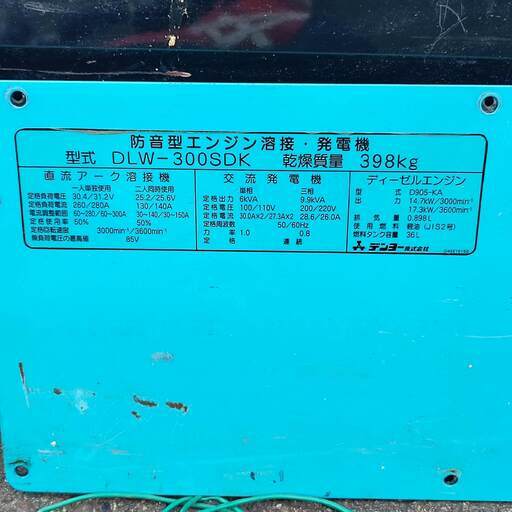 防音型エンジン溶接・発電機
型式 DLW-300SDK 乾燥質量 398kg
直流アーク溶接機
一人単独使用 二人同時使用
定格負荷電圧 30.4/31.2V 25.2/25.6V
定格負荷電流 260/280A 130/140A
電流調整範囲 60~280/60~300A 30~140/30~150A
定格使用率 50% 50%
定格回転速度 3000min⁻¹/3600min⁻¹
無負荷電圧の最高値 85V
交流発電機
単相 三相
定格出力 6kVA 9.9kVA
定格電圧 100/110V 200/220V
定格電流 30.0A×2/27.3A×2 28.6/26.0A
周波数 50/60Hz
力率 1.0 0.8
定格 連続
ディーゼルエンジン
型式 D905-KA
出力 14.7kW/3000min⁻¹
17.3kW/3600min⁻¹
排気量 0.898L
使用燃料 軽油(JIS2号)
燃料タンク容量 36L
デンヨー株式会社